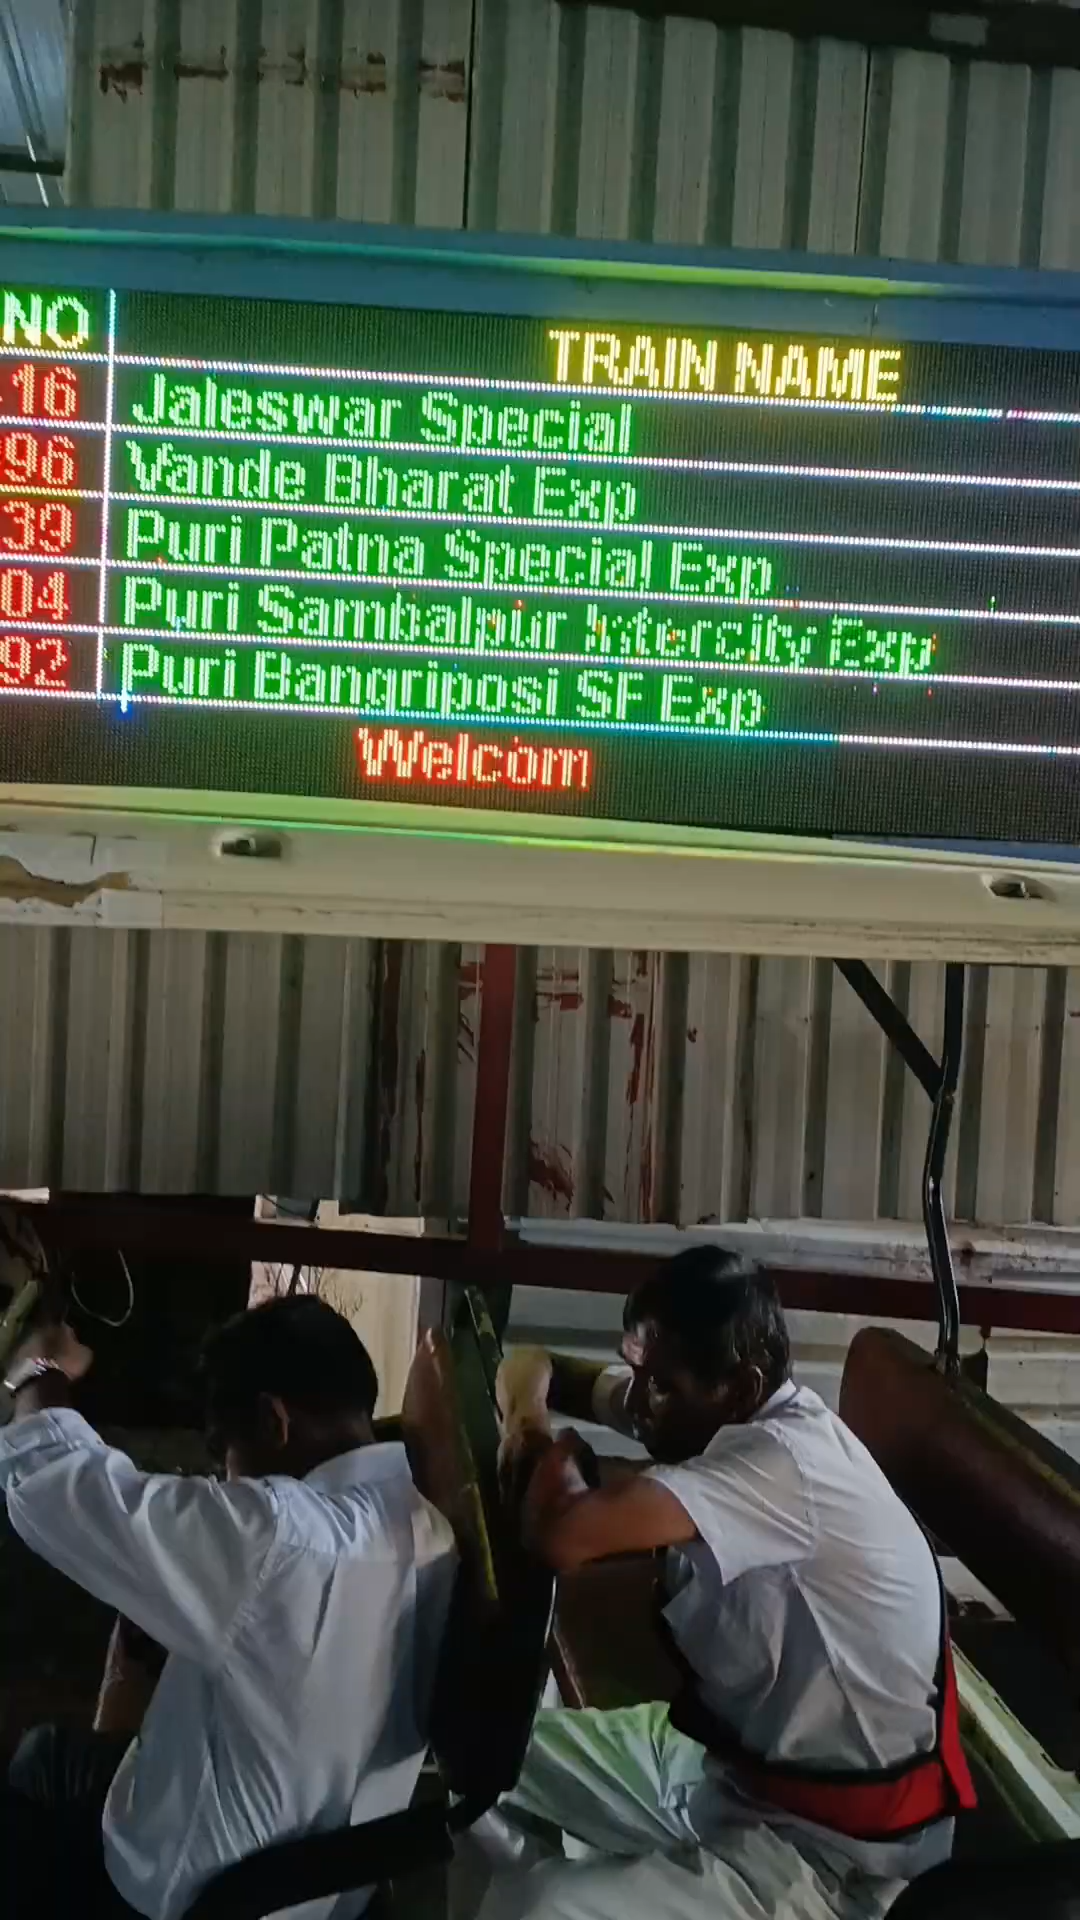 NO TRAIN NAME
16 Jaleswar Special
96 Vande Bharat Exp
39 Puri Patna Special Exp
04 Puri Sambalpur Intercity Exp
92 Puri Bangriposi SF Exp
Welcom